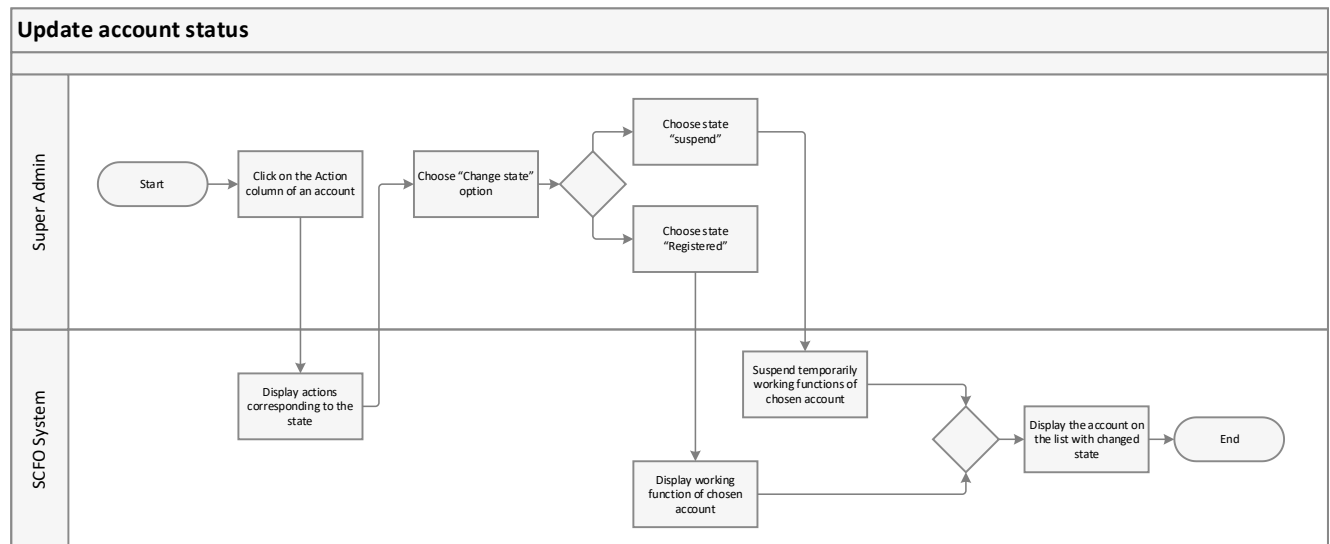 Update account status
Super Admin
Start
Click on the Action
column of an account
Choose “Change state”
option
Choose state
“suspend”
Choose state
“Registered”
SCFO System
Display actions
corresponding to the
state
Suspend temporarily
working functions of
chosen account
Display working
function of chosen
account
Display the account on
the list with changed
state
End